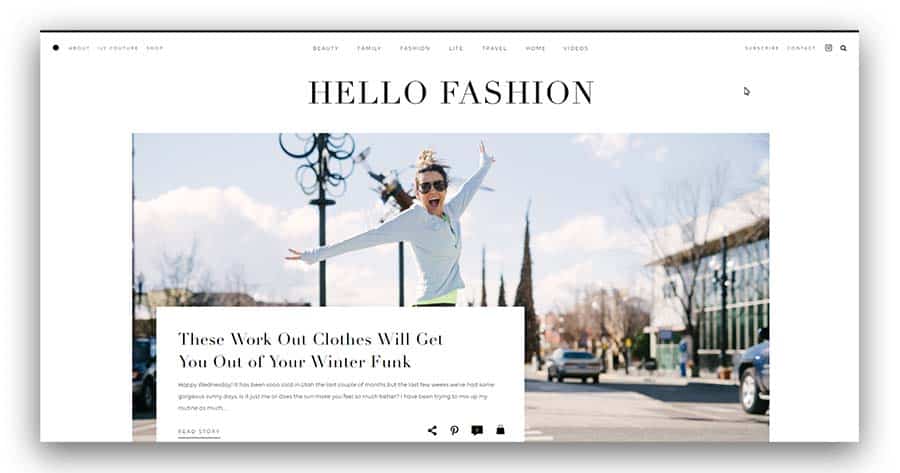 ABOUT IVY COUTURE SHOP
BEAUTY FAMILY FASHION LIFE TRAVEL HOME VIDEOS
SUBSCRIBE CONTACT
HELLO FASHION
These Work Out Clothes Will Get
You Out of Your Winter Funk
Happy Wednesday! It has been sooo cold in Utah the last couple of months but the last few weeks we've had some
gorgeous sunny days. Is it just me or does the sun make you feel so much better? I have been trying to mix up my
routine as much...
READ STORY